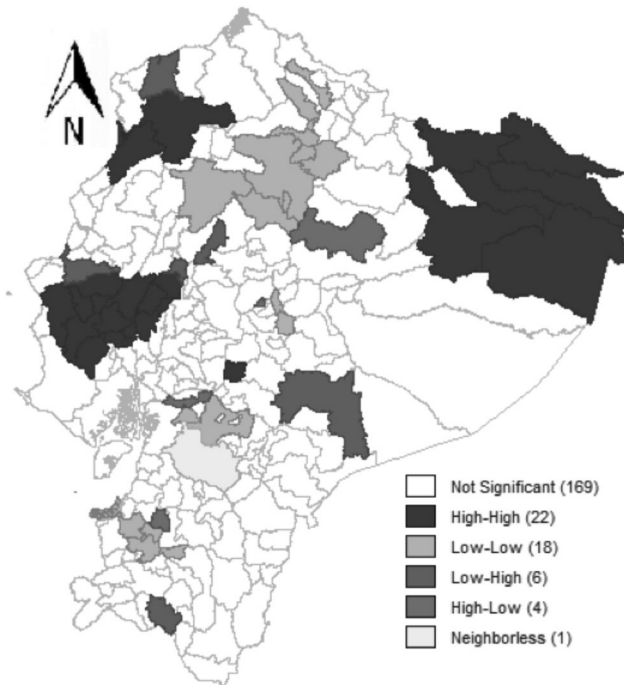 N
Not Significant (169)
High-High (22)
Low-Low (18)
Low-High (6)
High-Low (4)
Neighborless (1)